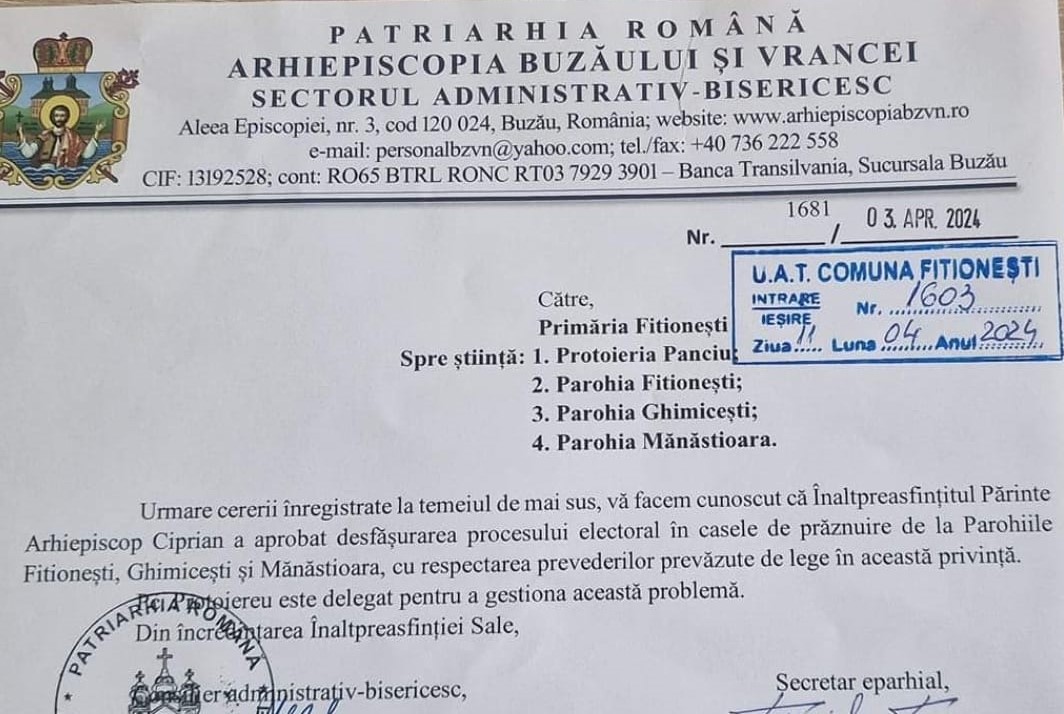 PATRIARHIA ROMÂNĂ
ARHIEPISCOPIA BUZĂULUI ȘI VRANCEI
SECTORUL ADMINISTRATIV-BISERICESC
Aleea Episcopiei, nr. 3, cod 120 024, Buzău, România; website: www.arhiepiscopiabzvn.ro
e-mail: personalbzvn@yahoo.com; tel./fax: +40 736 222 558
CIF: 13192528; cont: RO65 BTRL RONC RT03 7929 3901 – Banca Transilvania, Sucursala Buzău
Nr. 1681 / 03. APR. 2024
U.A.T. COMUNA FITIONEȘTI
INTRARE
IEȘIRE
Nr. 1603
Ziua 11 Luna 04 Anul 2024
Către,
Primăria Fitionești
Spre știință: 1. Protoieria Panciu;
2. Parohia Fitionești;
3. Parohia Ghimicești;
4. Parohia Mănăstioara.
Urmare cererii înregistrate la temeiul de mai sus, vă facem cunoscut că Înaltpreasfințitul Părinte
Arhiepiscop Ciprian a aprobat desfășurarea procesului electoral în casele de prăznuire de la Parohiile
Fitionești, Ghimicești și Mănăstioara, cu respectarea prevederilor prevăzute de lege în această privință.
Protoiereu este delegat pentru a gestiona această problemă.
Din încredințarea Înaltpreasfinției Sale,
PATRIARHIA ROMÂNĂ
Consilier administrativ-bisericesc,
Secretar eparhial,